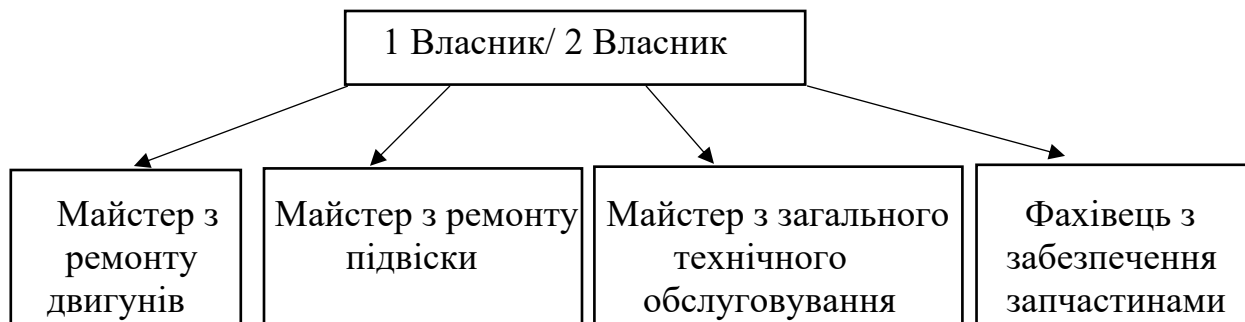 1 Власник/ 2 Власник
Майстер з
ремонту
двигунів
Майстер з ремонту
підвіски
Майстер з загального
технічного
обслуговування
Фахівець з
забезпечення
запчастинами